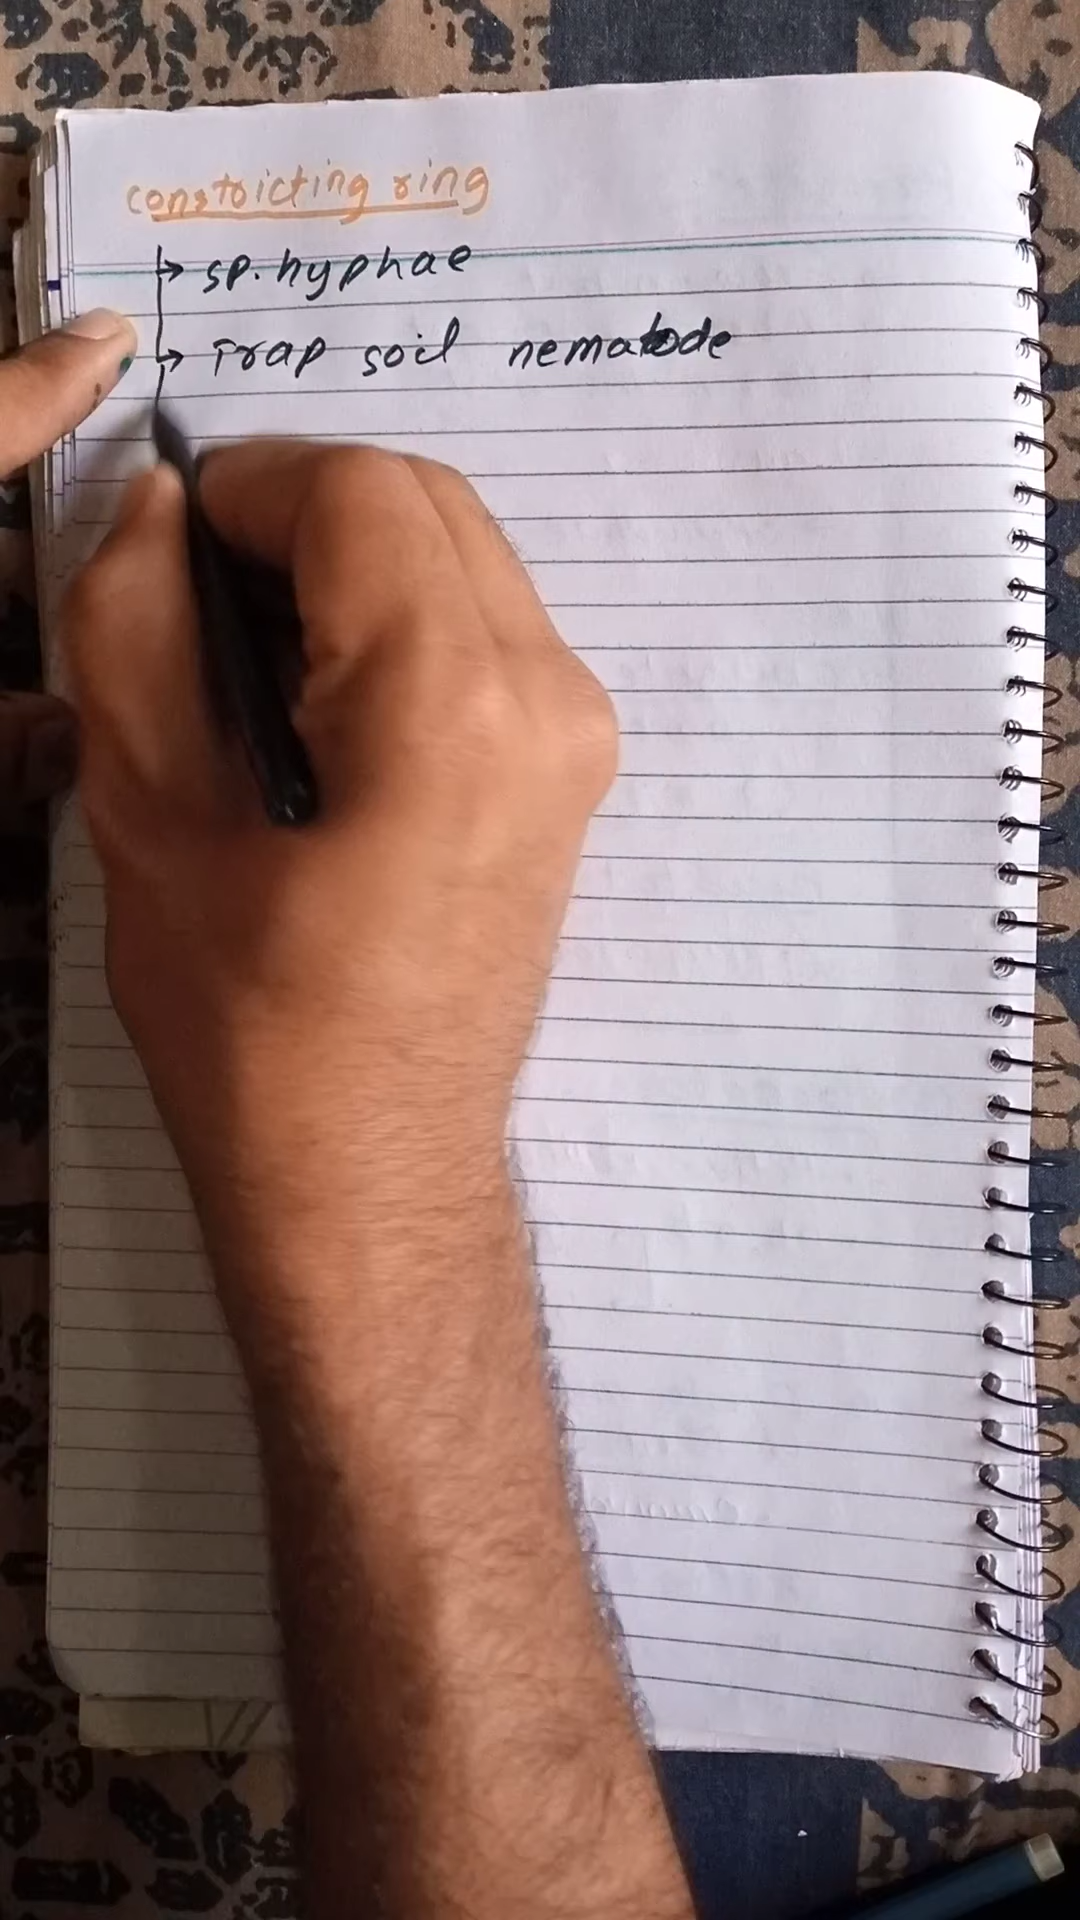 constricting ring
→ sp. hyphae
→ Trap soil nematode